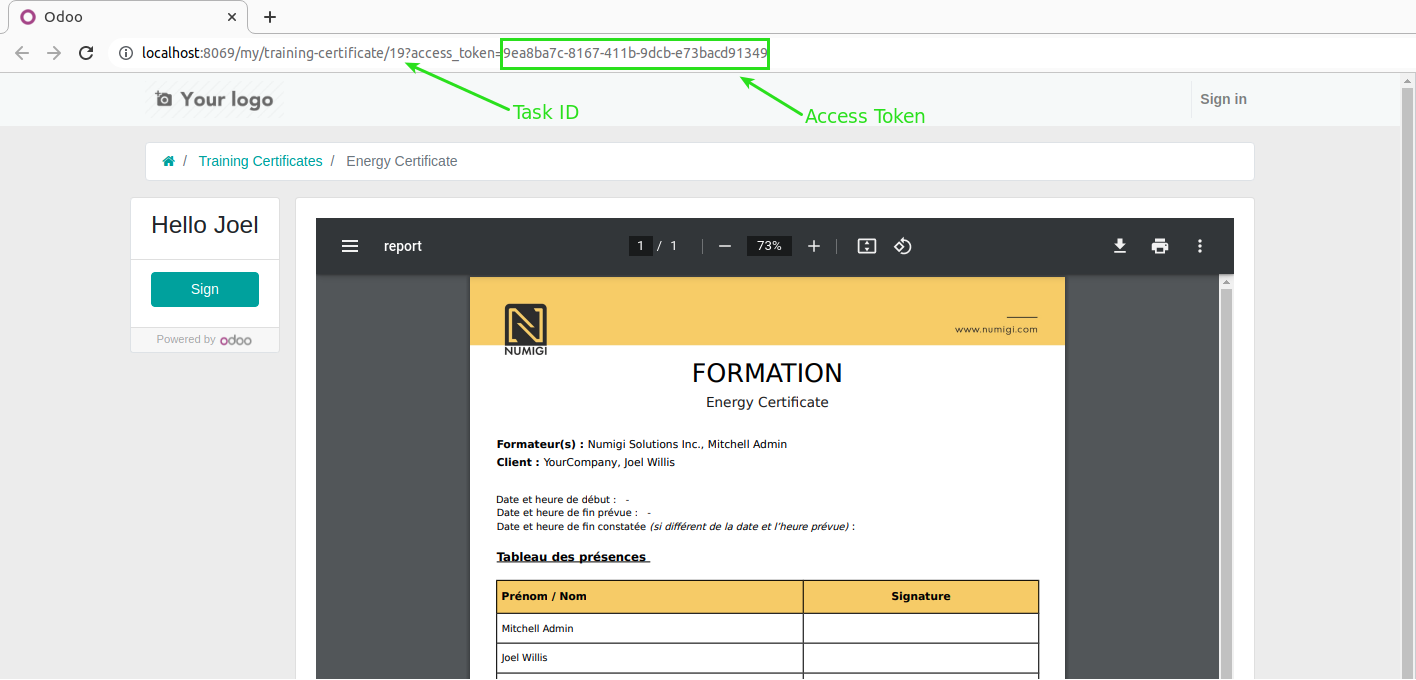 Odoo
localhost:8069/my/training-certificate/19?access_token=9ea8ba7c-8167-411b-9dcb-e73bacd91349
Task ID
Access Token
Your logo
Sign in
/ Training Certificates / Energy Certificate
Hello Joel
Sign
Powered by odoo
report
1 / 1
73%
NUMIGI
www.numigi.com
FORMATION
Energy Certificate
Formateur(s) : Numigi Solutions Inc., Mitchell Admin
Client : YourCompany, Joel Willis
Date et heure de début : -
Date et heure de fin prévue : -
Date et heure de fin constatée (si différent de la date et l'heure prévue) :
Tableau des présences
Prénom / Nom Signature
Mitchell Admin
Joel Willis